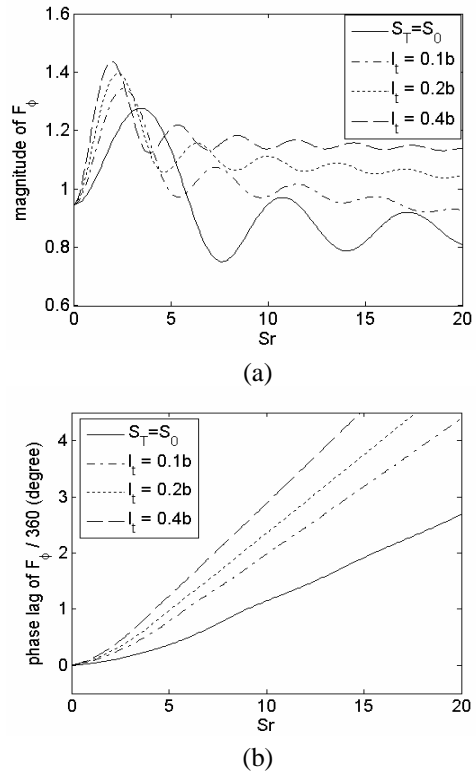 1.6
1.4
1.2
1
0.8
0.6
magnitude of F_ϕ
S_T=S_0
l_t = 0.1b
l_t = 0.2b
l_t = 0.4b
0 5 10 15 20
Sr
(a)
4
3
2
1
0
phase lag of F_ϕ / 360 (degree)
S_T=S_0
l_t = 0.1b
l_t = 0.2b
l_t = 0.4b
0 5 10 15 20
Sr
(b)